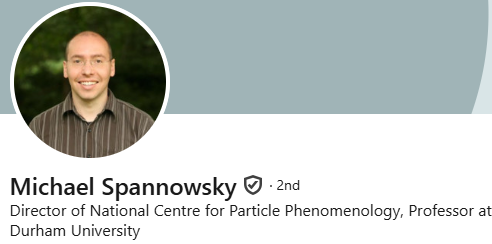 Michael Spannowsky · 2nd
Director of National Centre for Particle Phenomenology, Professor at
Durham University